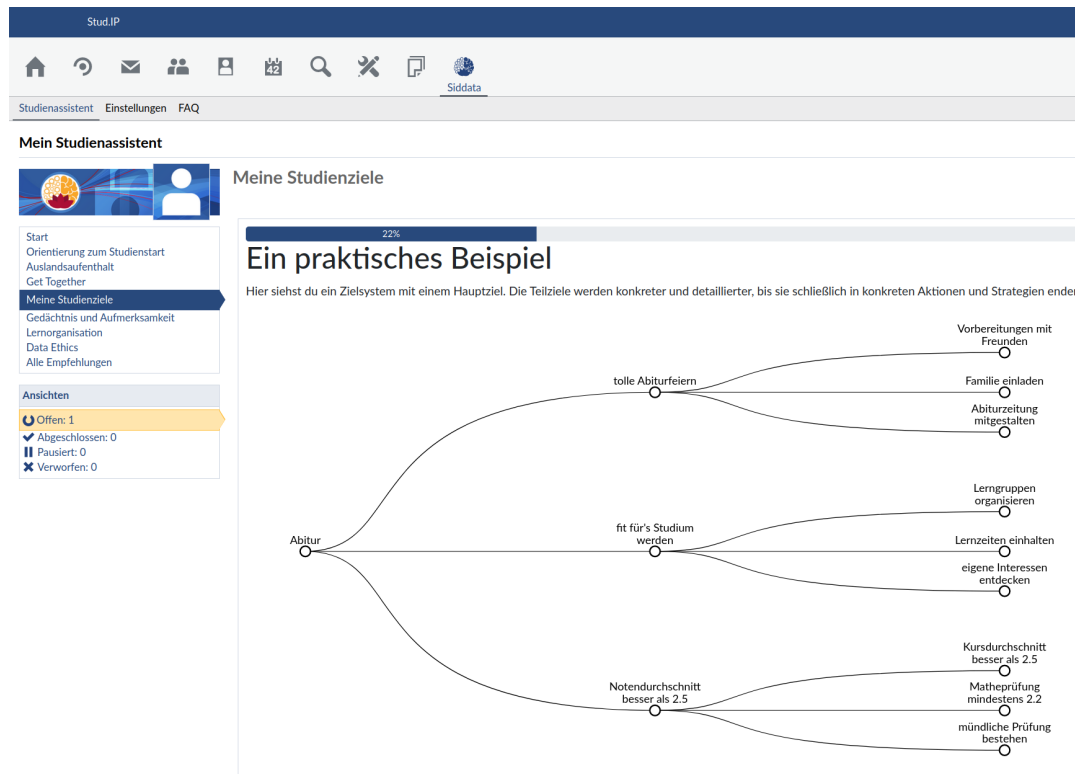 Stud.IP
42
Siddata
Studienassistent Einstellungen FAQ
Mein Studienassistent
Meine Studienziele
Start
Orientierung zum Studienstart
Auslandsaufenthalt
Get Together
Meine Studienziele
Gedächtnis und Aufmerksamkeit
Lernorganisation
Data Ethics
Alle Empfehlungen
Ansichten
Offen: 1
Abgeschlossen: 0
Pausiert: 0
Verworfen: 0
22%
Ein praktisches Beispiel
Hier siehst du ein Zielsystem mit einem Hauptziel. Die Teilziele werden konkreter und detaillierter, bis sie schließlich in konkreten Aktionen und Strategien
Abitur
tolle Abiturfeiern
Vorbereitungen mit
Freunden
Familie einladen
Abiturzeitung
mitgestalten
fit für's Studium
werden
Lerngruppen
organisieren
Lernzeiten einhalten
eigene Interessen
entdecken
Notendurchschnitt
besser als 2.5
Kursdurchschnitt
besser als 2.5
Matheprüfung
mindestens 2.2
mündliche Prüfung
bestehen